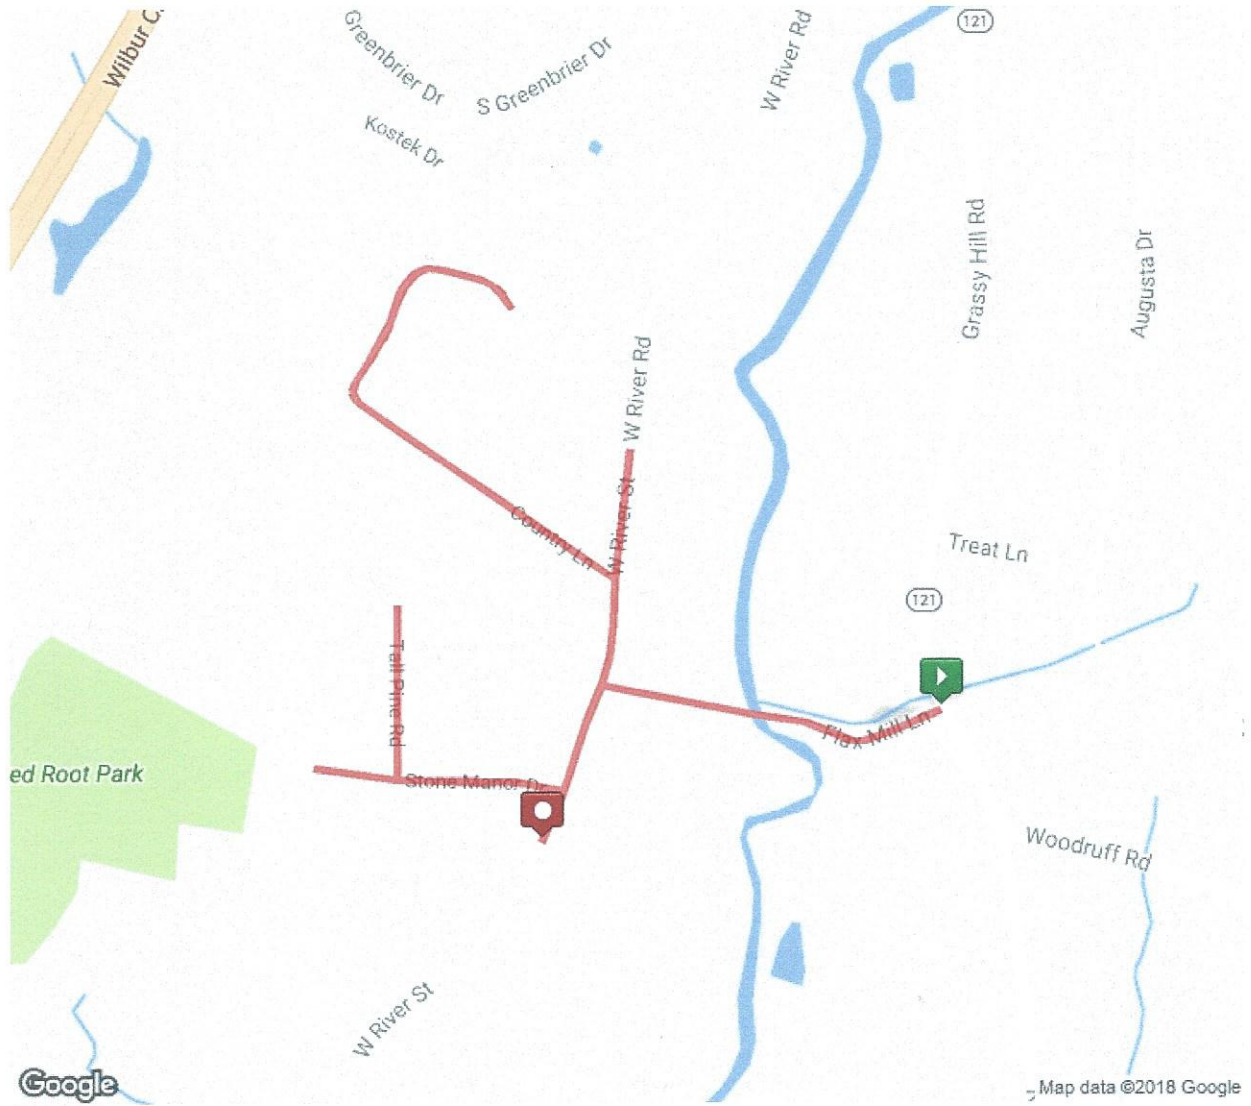 Wilbur C
Greenbrier Dr
S Greenbrier Dr
W River Rd
121
Kostek Dr
Grassy Hill Rd
Augusta Dr
W River Rd
W River St
Country Ln
Treat Ln
121
Tall Pine Rd
Flax Mill Ln
ed Root Park
Stone Manor Dr
Woodruff Rd
W River St
Google
Map data ©2018 Google